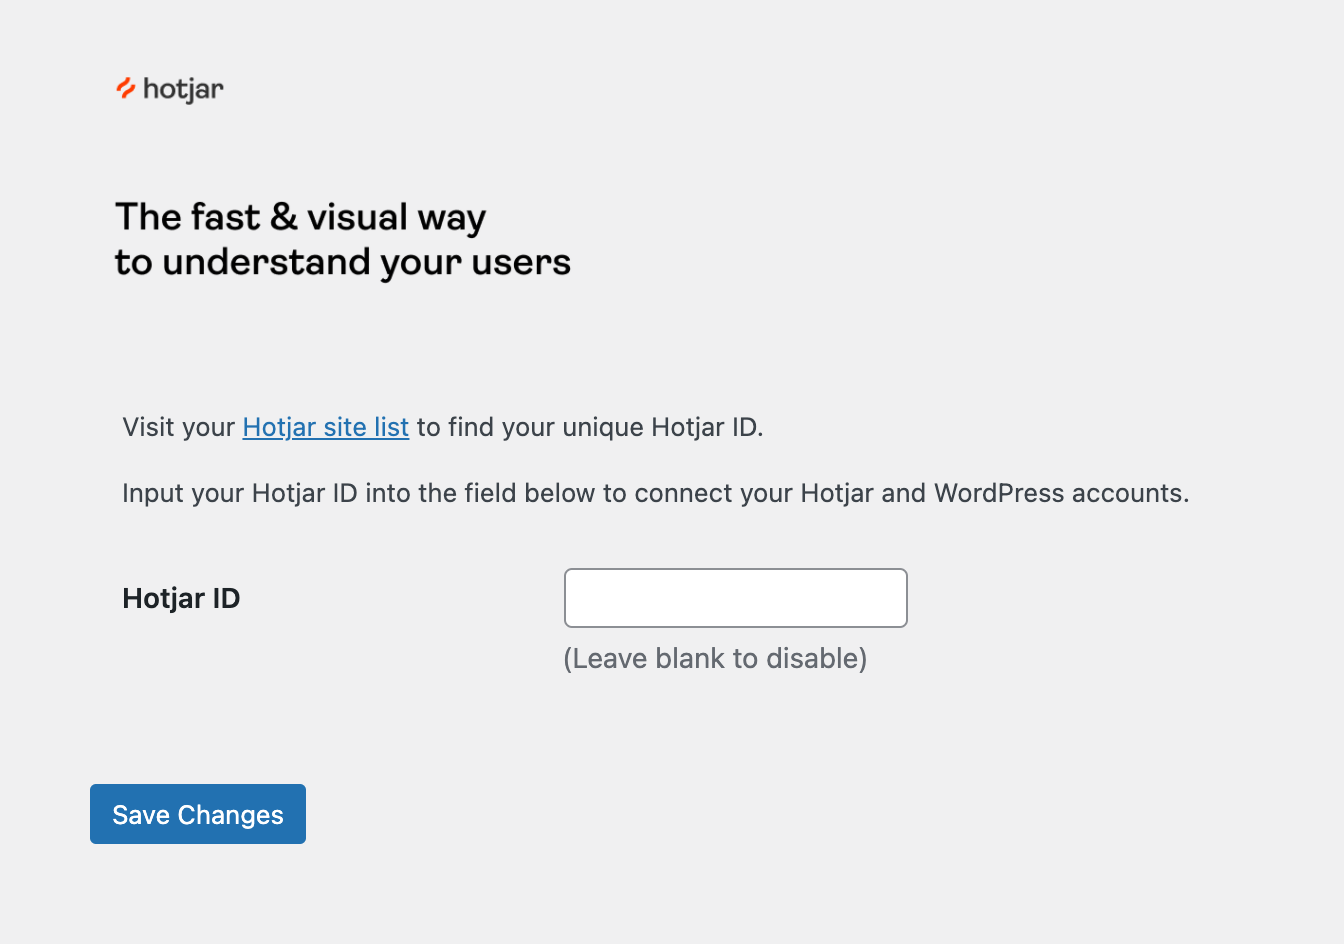 hotjar
The fast & visual way
to understand your users
Visit your Hotjar site list to find your unique Hotjar ID.
Input your Hotjar ID into the field below to connect your Hotjar and WordPress accounts.
Hotjar ID
(Leave blank to disable)
Save Changes